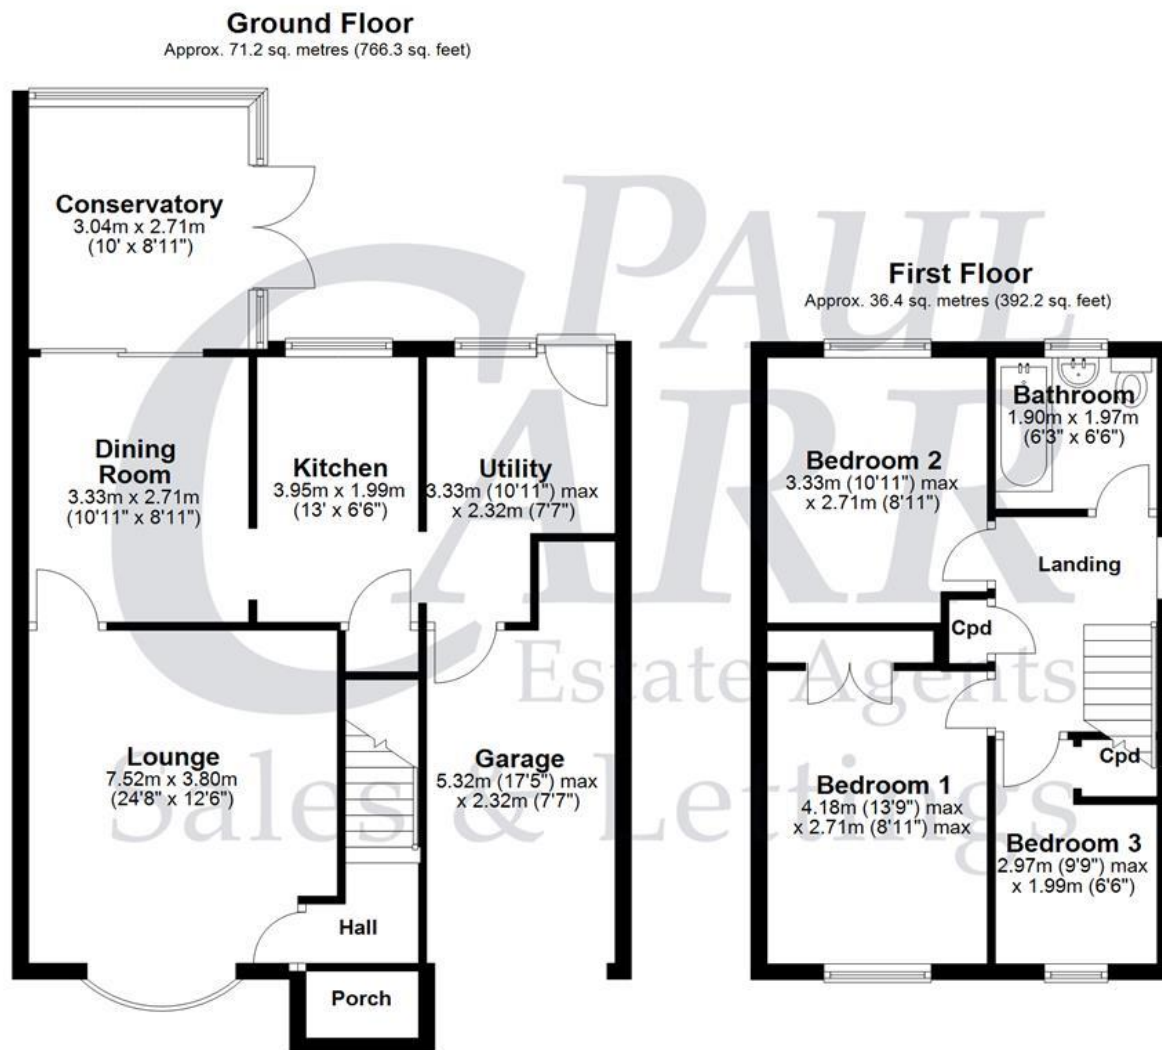 Ground Floor
Approx. 71.2 sq. metres (766.3 sq. feet)
Conservatory
3.04m x 2.71m
(10' x 8'11")
Dining
Room
3.33m x 2.71m
(10'11" x 8'11")
Kitchen
3.95m x 1.99m
(13' x 6'6")
Utility
3.33m (10'11") max
x 2.32m (7'7")
Lounge
7.52m x 3.80m
(24'8" x 12'6")
Garage
5.32m (17'5") max
x 2.32m (7'7")
Hall
Porch
First Floor
Approx. 36.4 sq. metres (392.2 sq. feet)
Bedroom 2
3.33m (10'11") max
x 2.71m (8'11")
Bathroom
1.90m x 1.97m
(6'3" x 6'6")
Landing
Cpd
Bedroom 1
4.18m (13'9") max
x 2.71m (8'11") max
Cpd
Bedroom 3
2.97m (9'9") max
x 1.99m (6'6")
PAUL
CARR
Estate Agents
Sales & Lettings